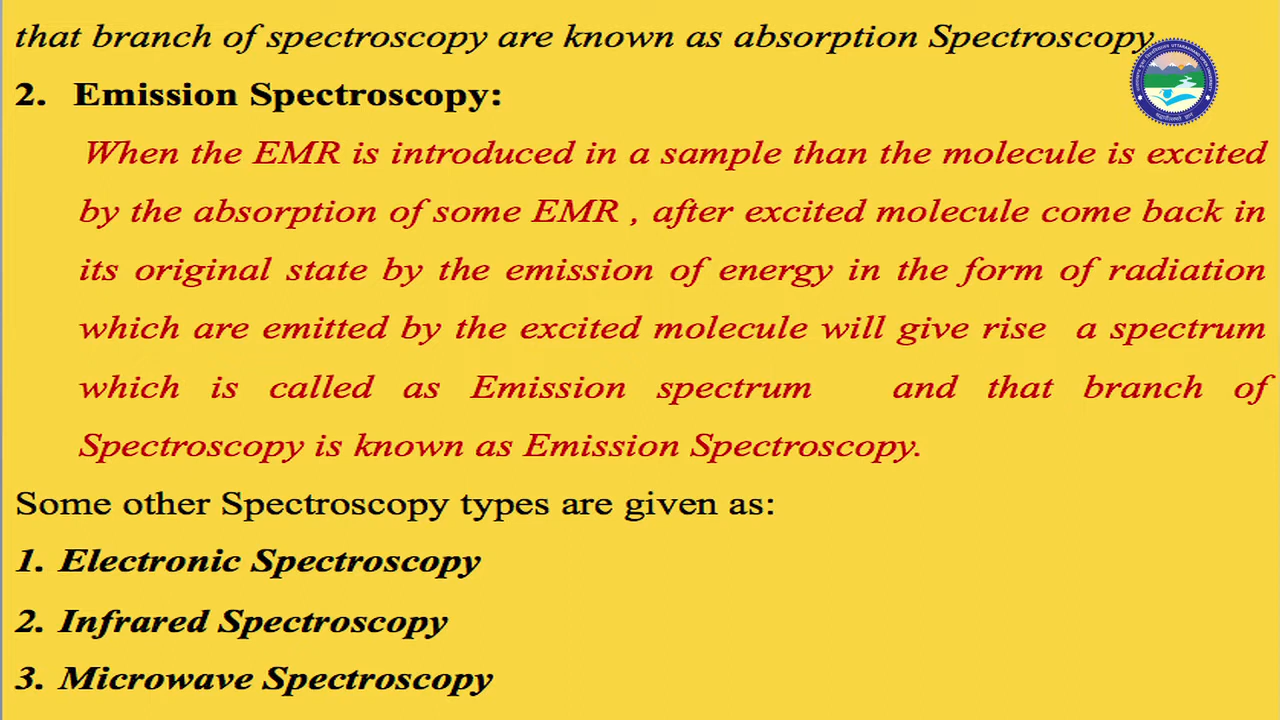 that branch of spectroscopy are known as absorption Spectroscopy
2. Emission Spectroscopy:
When the EMR is introduced in a sample than the molecule is excited
by the absorption of some EMR , after excited molecule come back in
its original state by the emission of energy in the form of radiation
which are emitted by the excited molecule will give rise a spectrum
which is called as Emission spectrum and that branch of
Spectroscopy is known as Emission Spectroscopy.
Some other Spectroscopy types are given as:
1. Electronic Spectroscopy
2. Infrared Spectroscopy
3. Microwave Spectroscopy